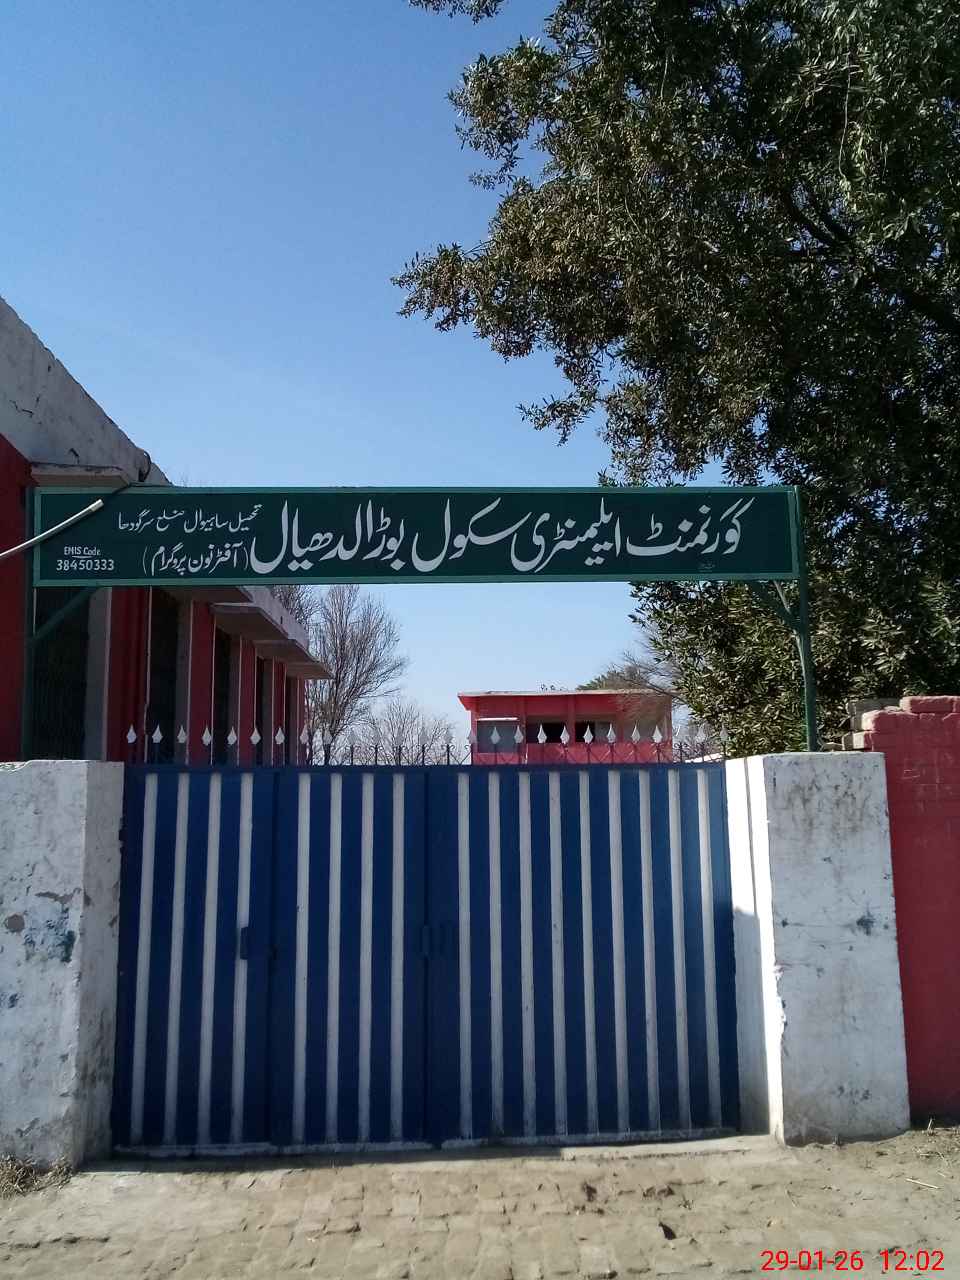 گورنمنٹ ایلیمنٹری سکول بوڑالدھیال (آفٹرنون پروگرام)
تحصیل ساہیوال ضلع سرگودھا
EMIS Code
38450333
29-01-26 12:02